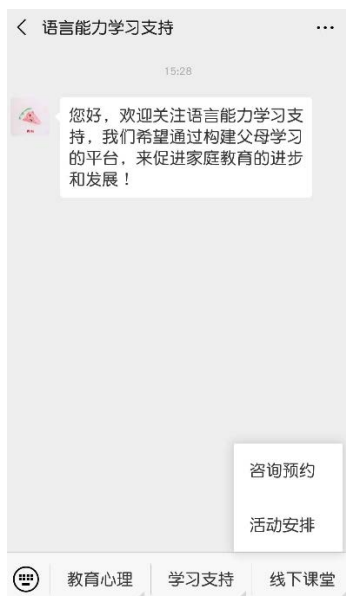 语言能力学习支持
15:28
您好，欢迎关注语言能力学习支
持，我们希望通过构建父母学习
的平台，来促进家庭教育的进步
和发展！
咨询预约
活动安排
教育心理 学习支持 线下课堂